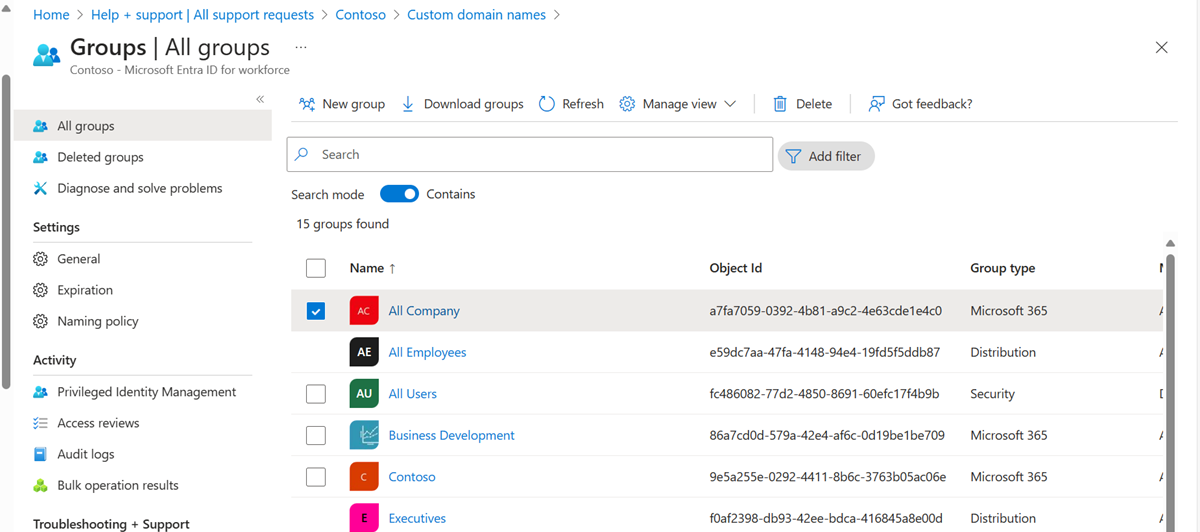 Home > Help + support | All support requests > Contoso > Custom domain names >
Groups | All groups ...
Contoso - Microsoft Entra ID for workforce
«
All groups
Deleted groups
Diagnose and solve problems
Settings
General
Expiration
Naming policy
Activity
Privileged Identity Management
Access reviews
Audit logs
Bulk operation results
Troubleshooting + Support
New group Download groups Refresh Manage view Delete Got feedback?
Search Add filter
Search mode Contains
15 groups found
Name ↑ Object Id Group type
AC All Company a7fa7059-0392-4b81-a9c2-4e63cde1e4c0 Microsoft 365
AE All Employees e59dc7aa-47fa-4148-94e4-19fd5f5ddb87 Distribution
AU All Users fc486082-77d2-4850-8691-60efc17f4b9b Security
Business Development 86a7cd0d-579a-42e4-af6c-0d19be1be709 Microsoft 365
C Contoso 9e5a255e-0292-4411-8b6c-3763b05ac06e Microsoft 365
E Executives f0af2398-db93-42ee-bdca-416845a8e00d Distribution